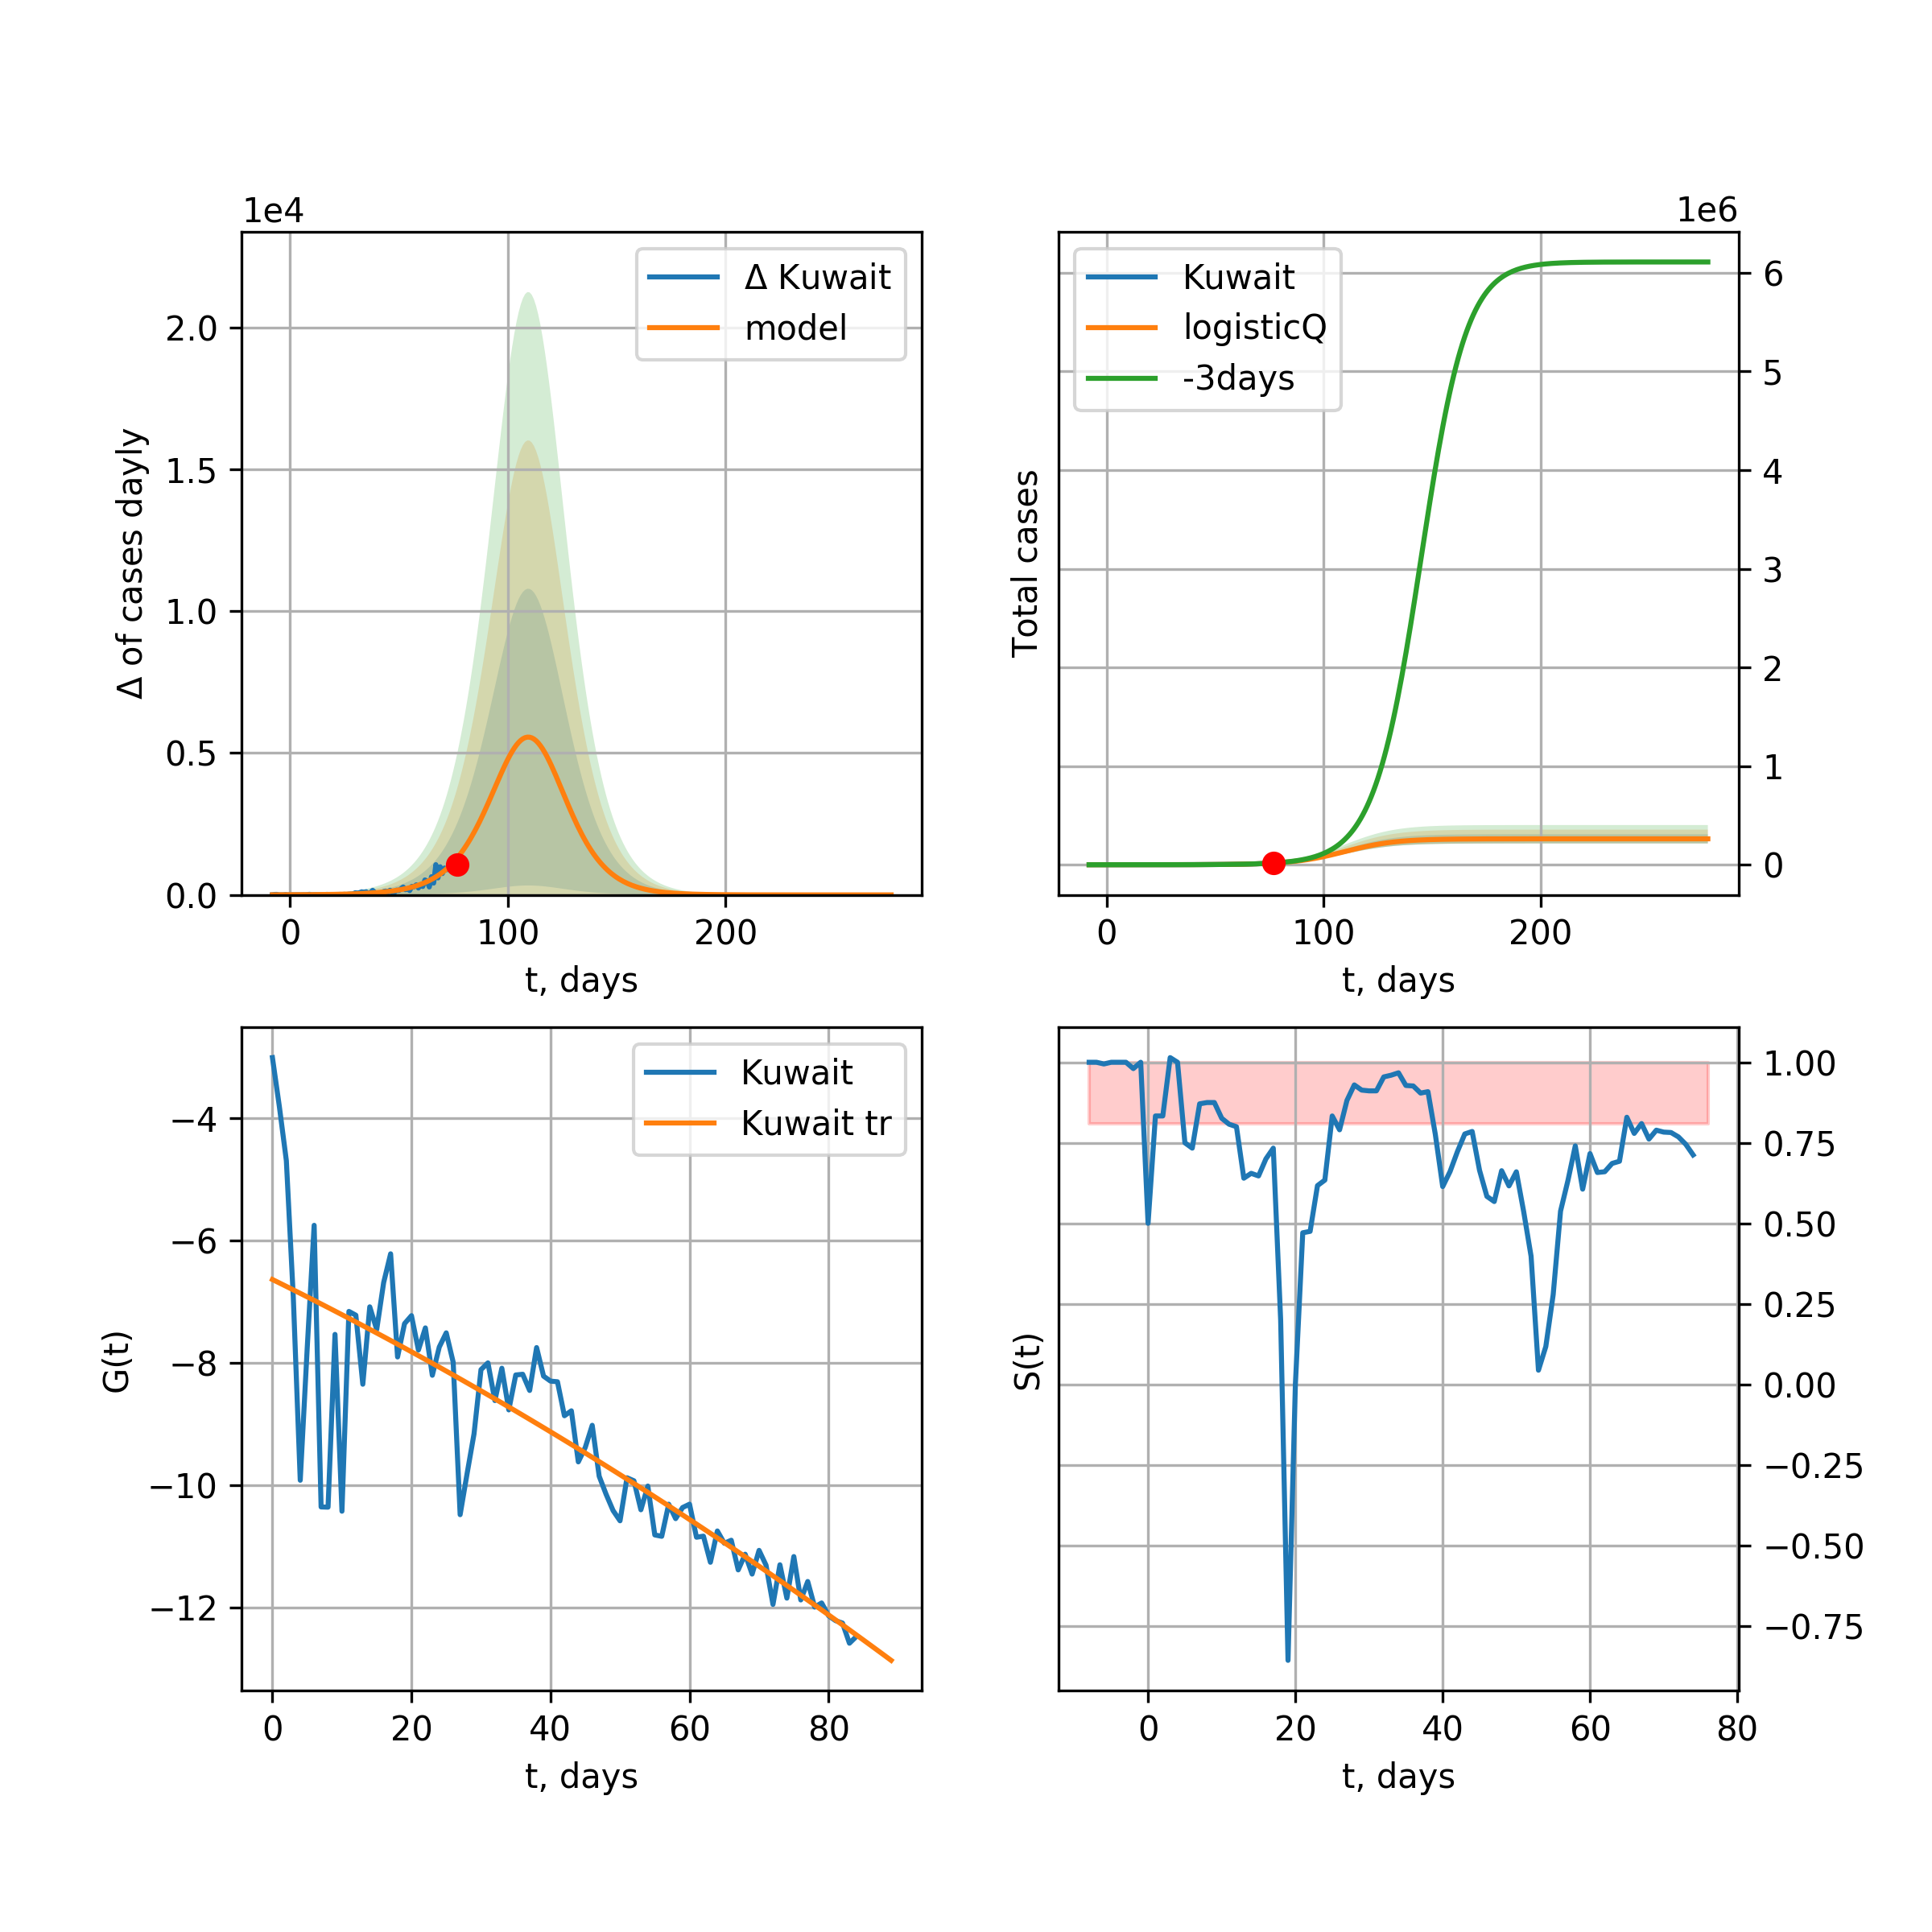 1e4
Δ Kuwait
model
2.0
1.5
1.0
0.5
0.0
Δ of cases dayly
0 100 200
t, days
1e6
Kuwait
logisticQ
-3days
6
5
4
3
2
1
0
Total cases
0 100 200
t, days
Kuwait
Kuwait tr
−4
−6
−8
−10
−12
G(t)
0 20 40 60 80
t, days
1.00
0.75
0.50
0.25
0.00
−0.25
−0.50
−0.75
S(t)
0 20 40 60 80
t, days